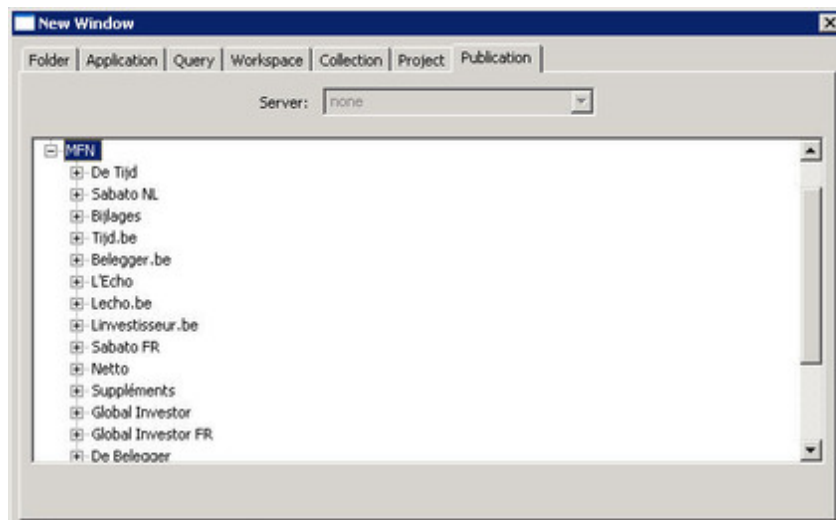 New Window
Folder Application Query Workspace Collection Project Publication
Server: none
MFN
De Tijd
Sabato NL
Bijlages
Tijd.be
Belegger.be
L'Echo
Lecho.be
Linvestisseur.be
Sabato FR
Netto
Suppléments
Global Investor
Global Investor FR
De Belegger